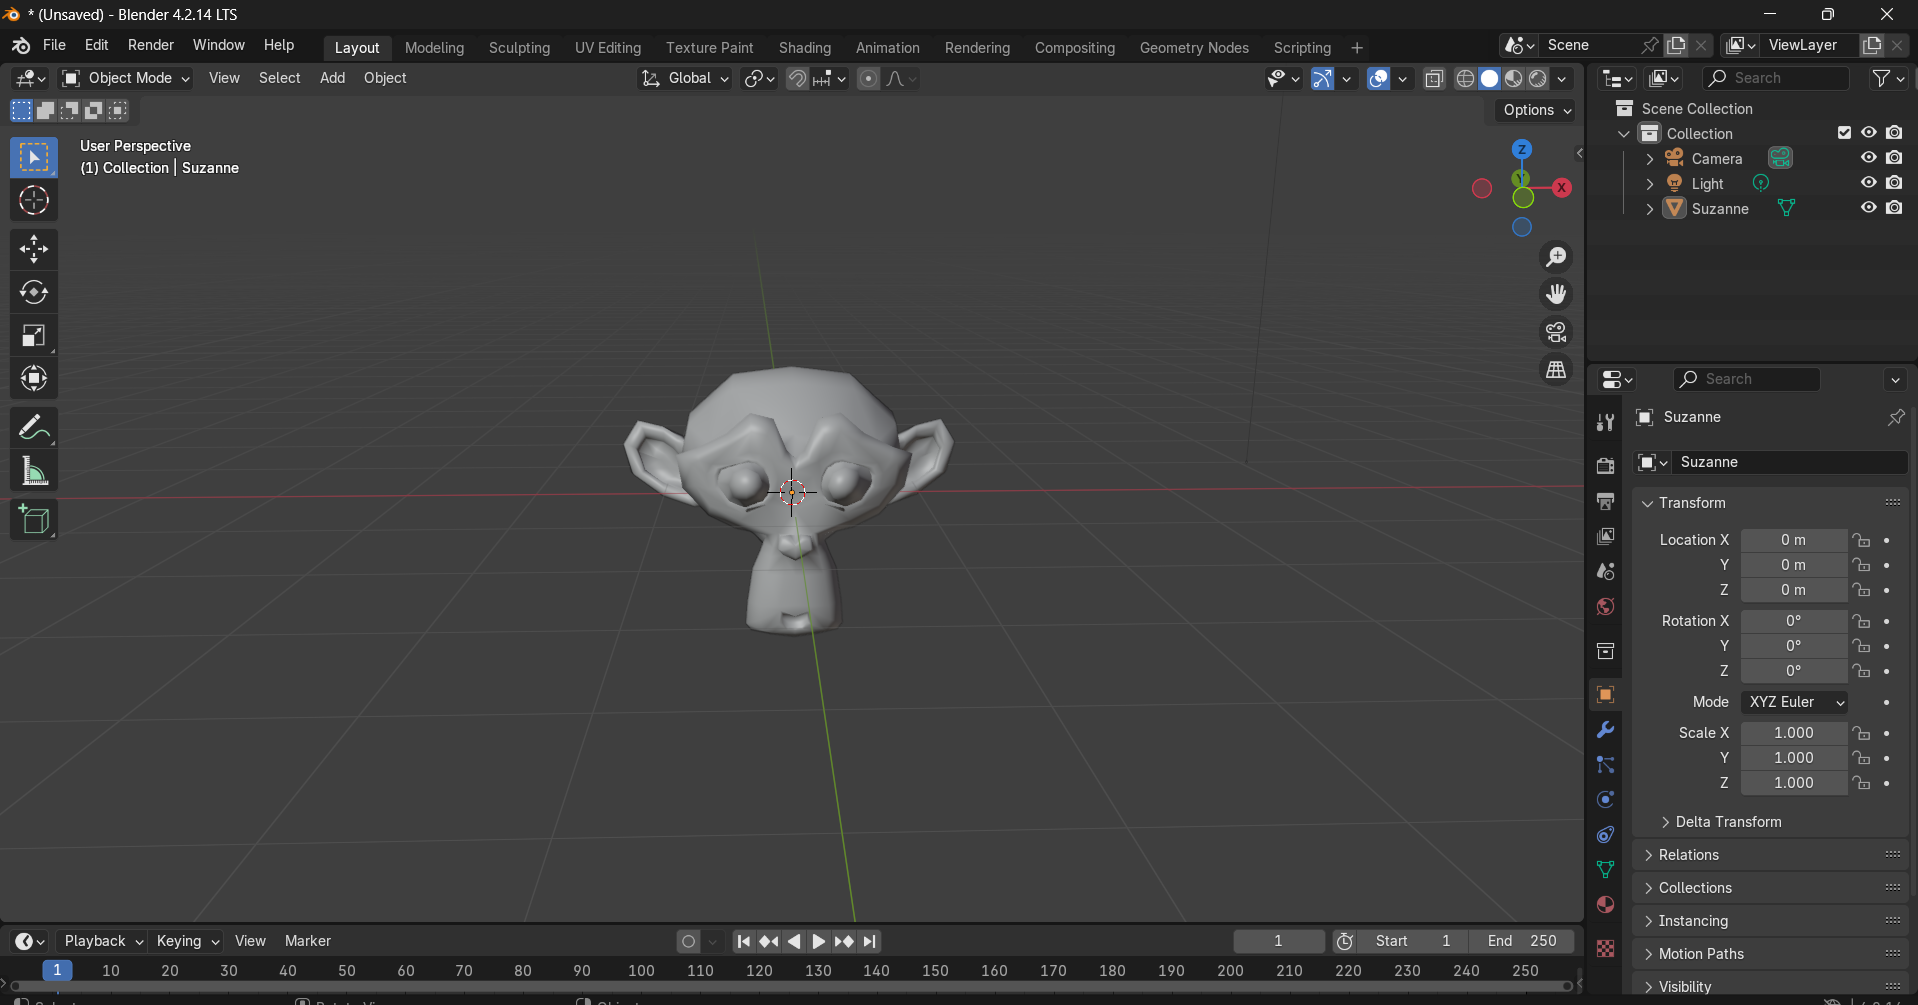 * (Unsaved) - Blender 4.2.14 LTS
File Edit Render Window Help Layout Modeling Sculpting UV Editing Texture Paint Shading Animation Rendering Compositing Geometry Nodes Scripting + Scene ViewLayer
Object Mode View Select Add Object Global Search
Options
User Perspective
(1) Collection | Suzanne
Z
Y
X
Scene Collection
Collection
Camera
Light
Suzanne
Search
Suzanne
Suzanne
Transform
Location X 0 m
Y 0 m
Z 0 m
Rotation X 0°
Y 0°
Z 0°
Mode XYZ Euler
Scale X 1.000
Y 1.000
Z 1.000
Delta Transform
Relations
Collections
Instancing
Motion Paths
Visibility
Playback Keying View Marker 1 Start 1 End 250
1 10 20 30 40 50 60 70 80 90 100 110 120 130 140 150 160 170 180 190 200 210 220 230 240 250